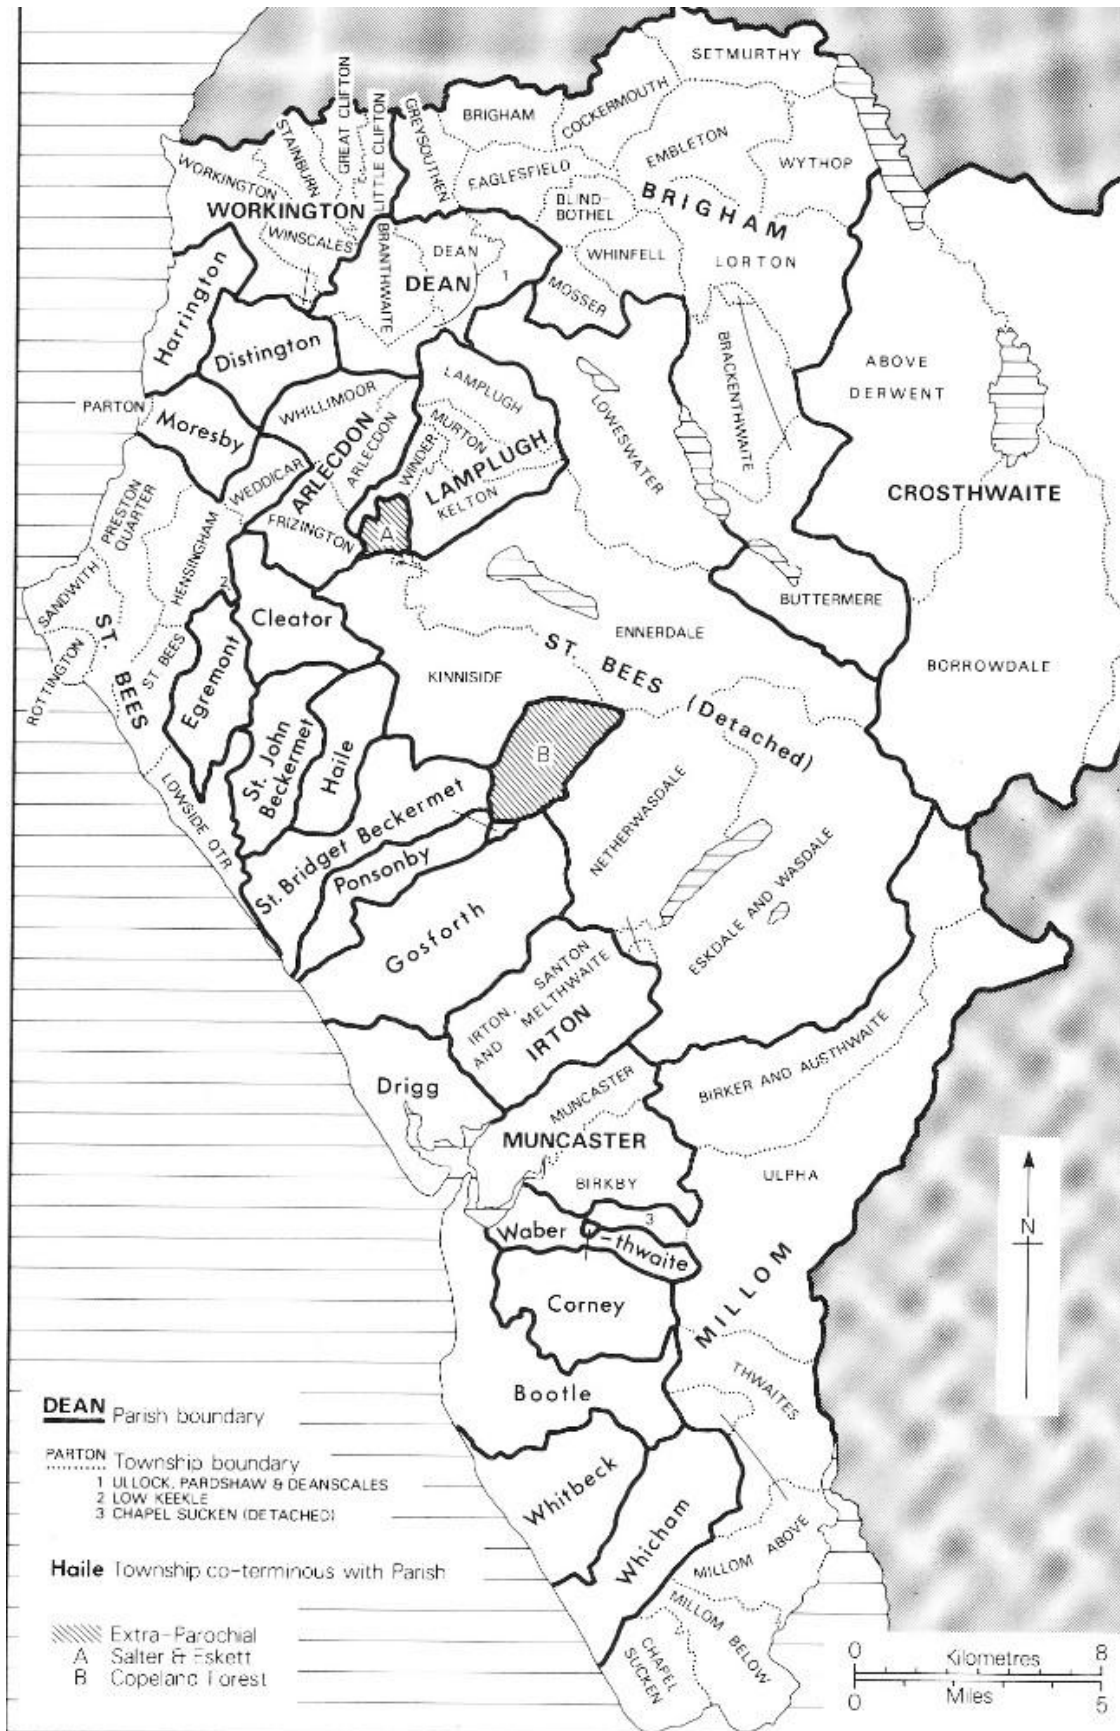 SETMURTHY
BRIGHAM
COCKERMOUTH
GREAT CLIFTON
LITTLE CLIFTON
GREYSOUTHEN
STAINBURN
EMBLETON
WYTHOP
WORKINGTON
EAGLESFIELD
BLIND-
BOTHEL
BRIGHAM
WORKINGTON
WINSCALES
BRANTHWAITE
DEAN
DEAN
1
WHINFELL
LORTON
MOSSER
Harrington
Distington
BRACKENTHWAITE
ABOVE
DERWENT
LAMPLUGH
WHILLIMOOR
LOWESWATER
PARTON
Moresby
ARLECDON
ARLECDON
MURTON
WINDER
LAMPLUGH
KELTON
WEDDICAR
CROSTHWAITE
PRESTON
QUARTER
HENSINGHAM
FRIZINGTON
A
2
SANDWITH
Cleator
BUTTERMERE
ENNERDALE
ST.
BEES
ST BEES
ROTTINGTON
Egremont
KINNISIDE
ST. BEES (Detached)
BORROWDALE
St. John
Beckermet
Haile
B
LOWSIDE QTR
NETHERWASDALE
St. Bridget Beckermet
Ponsonby
ESKDALE AND WASDALE
Gosforth
IRTON, SANTON
AND MELTHWAITE
IRTON
Drigg
MUNCASTER
BIRKER AND AUSTHWAITE
MUNCASTER
ULPHA
BIRKBY
3
N
Waber
-thwaite
Corney
MILLOM
THWAITES
Bootle
DEAN Parish boundary
PARTON Township boundary
1 ULLOCK, PARDSHAW & DEANSCALES
2 LOW KEEKLE
3 CHAPEL SUCKEN (DETACHED)
Whitbeck
Whicham
MILLOM ABOVE
Haile Township co-terminous with Parish
MILLOM BELOW
CHAPEL
SUCKEN
Extra-Parochial
A Salter & Eskett
B Copeland Forest
0 8
Kilometres
Miles
0 5